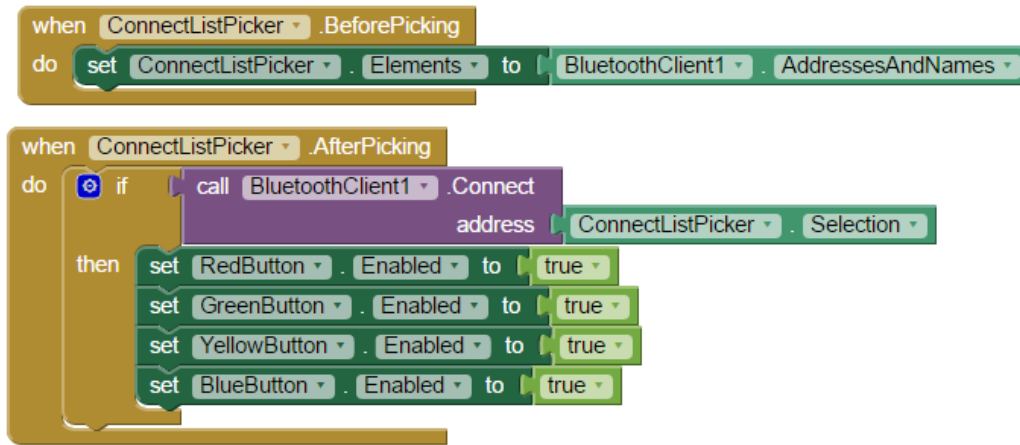 when ConnectListPicker .BeforePicking
do set ConnectListPicker . Elements to BluetoothClient1 . AddressesAndNames
when ConnectListPicker .AfterPicking
do if call BluetoothClient1 .Connect
address ConnectListPicker . Selection
then set RedButton . Enabled to true
set GreenButton . Enabled to true
set YellowButton . Enabled to true
set BlueButton . Enabled to true